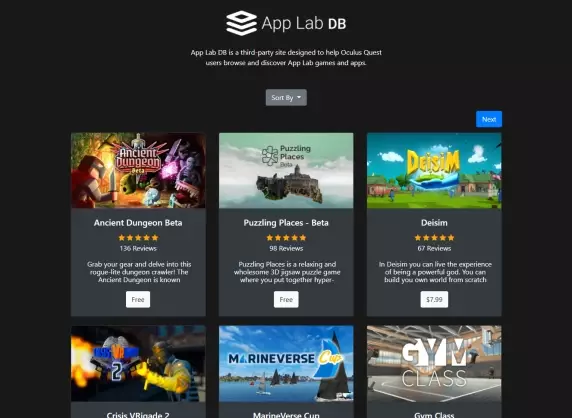 App Lab DB
App Lab DB is a third-party site designed to help Oculus Quest
users browse and discover App Lab games and apps.
Sort By
Next
Ancient
Dungeon
Beta
Puzzling
Places
Beta
DEISIM
Ancient Dungeon Beta
136 Reviews
Grab your gear and delve into this
rogue-lite dungeon crawler! The
Ancient Dungeon is known
Free
Puzzling Places - Beta
98 Reviews
Puzzling Places is a relaxing and
wholesome 3D jigsaw puzzle game
where you put together hyper-
Free
Deisim
67 Reviews
In Deisim you can live the experience
of being a powerful god. You can
build you own world from scratch
$7.99
CRISIS VRIGADE
2
MARINEVERSE Cup
GYM
CLASS
Crisis VRigade 2
MarineVerse Cup
Gym Class